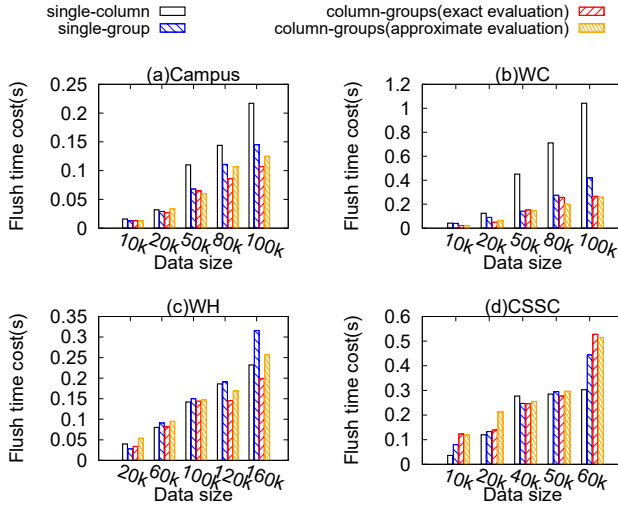 single-column
single-group
column-groups(exact evaluation)
column-groups(approximate evaluation)
(a)Campus
Flush time cost(s)
0.25
0.2
0.15
0.1
0.05
0
10k 20k 50k 80k 100k
Data size
(b)WC
Flush time cost(s)
1.2
1
0.8
0.6
0.4
0.2
0
10k 20k 50k 80k 100k
Data size
(c)WH
Flush time cost(s)
0.35
0.3
0.25
0.2
0.15
0.1
0.05
0
20k 60k 100k 120k 160k
Data size
(d)CSSC
Flush time cost(s)
0.6
0.5
0.4
0.3
0.2
0.1
0
10k 20k 40k 50k 60k
Data size